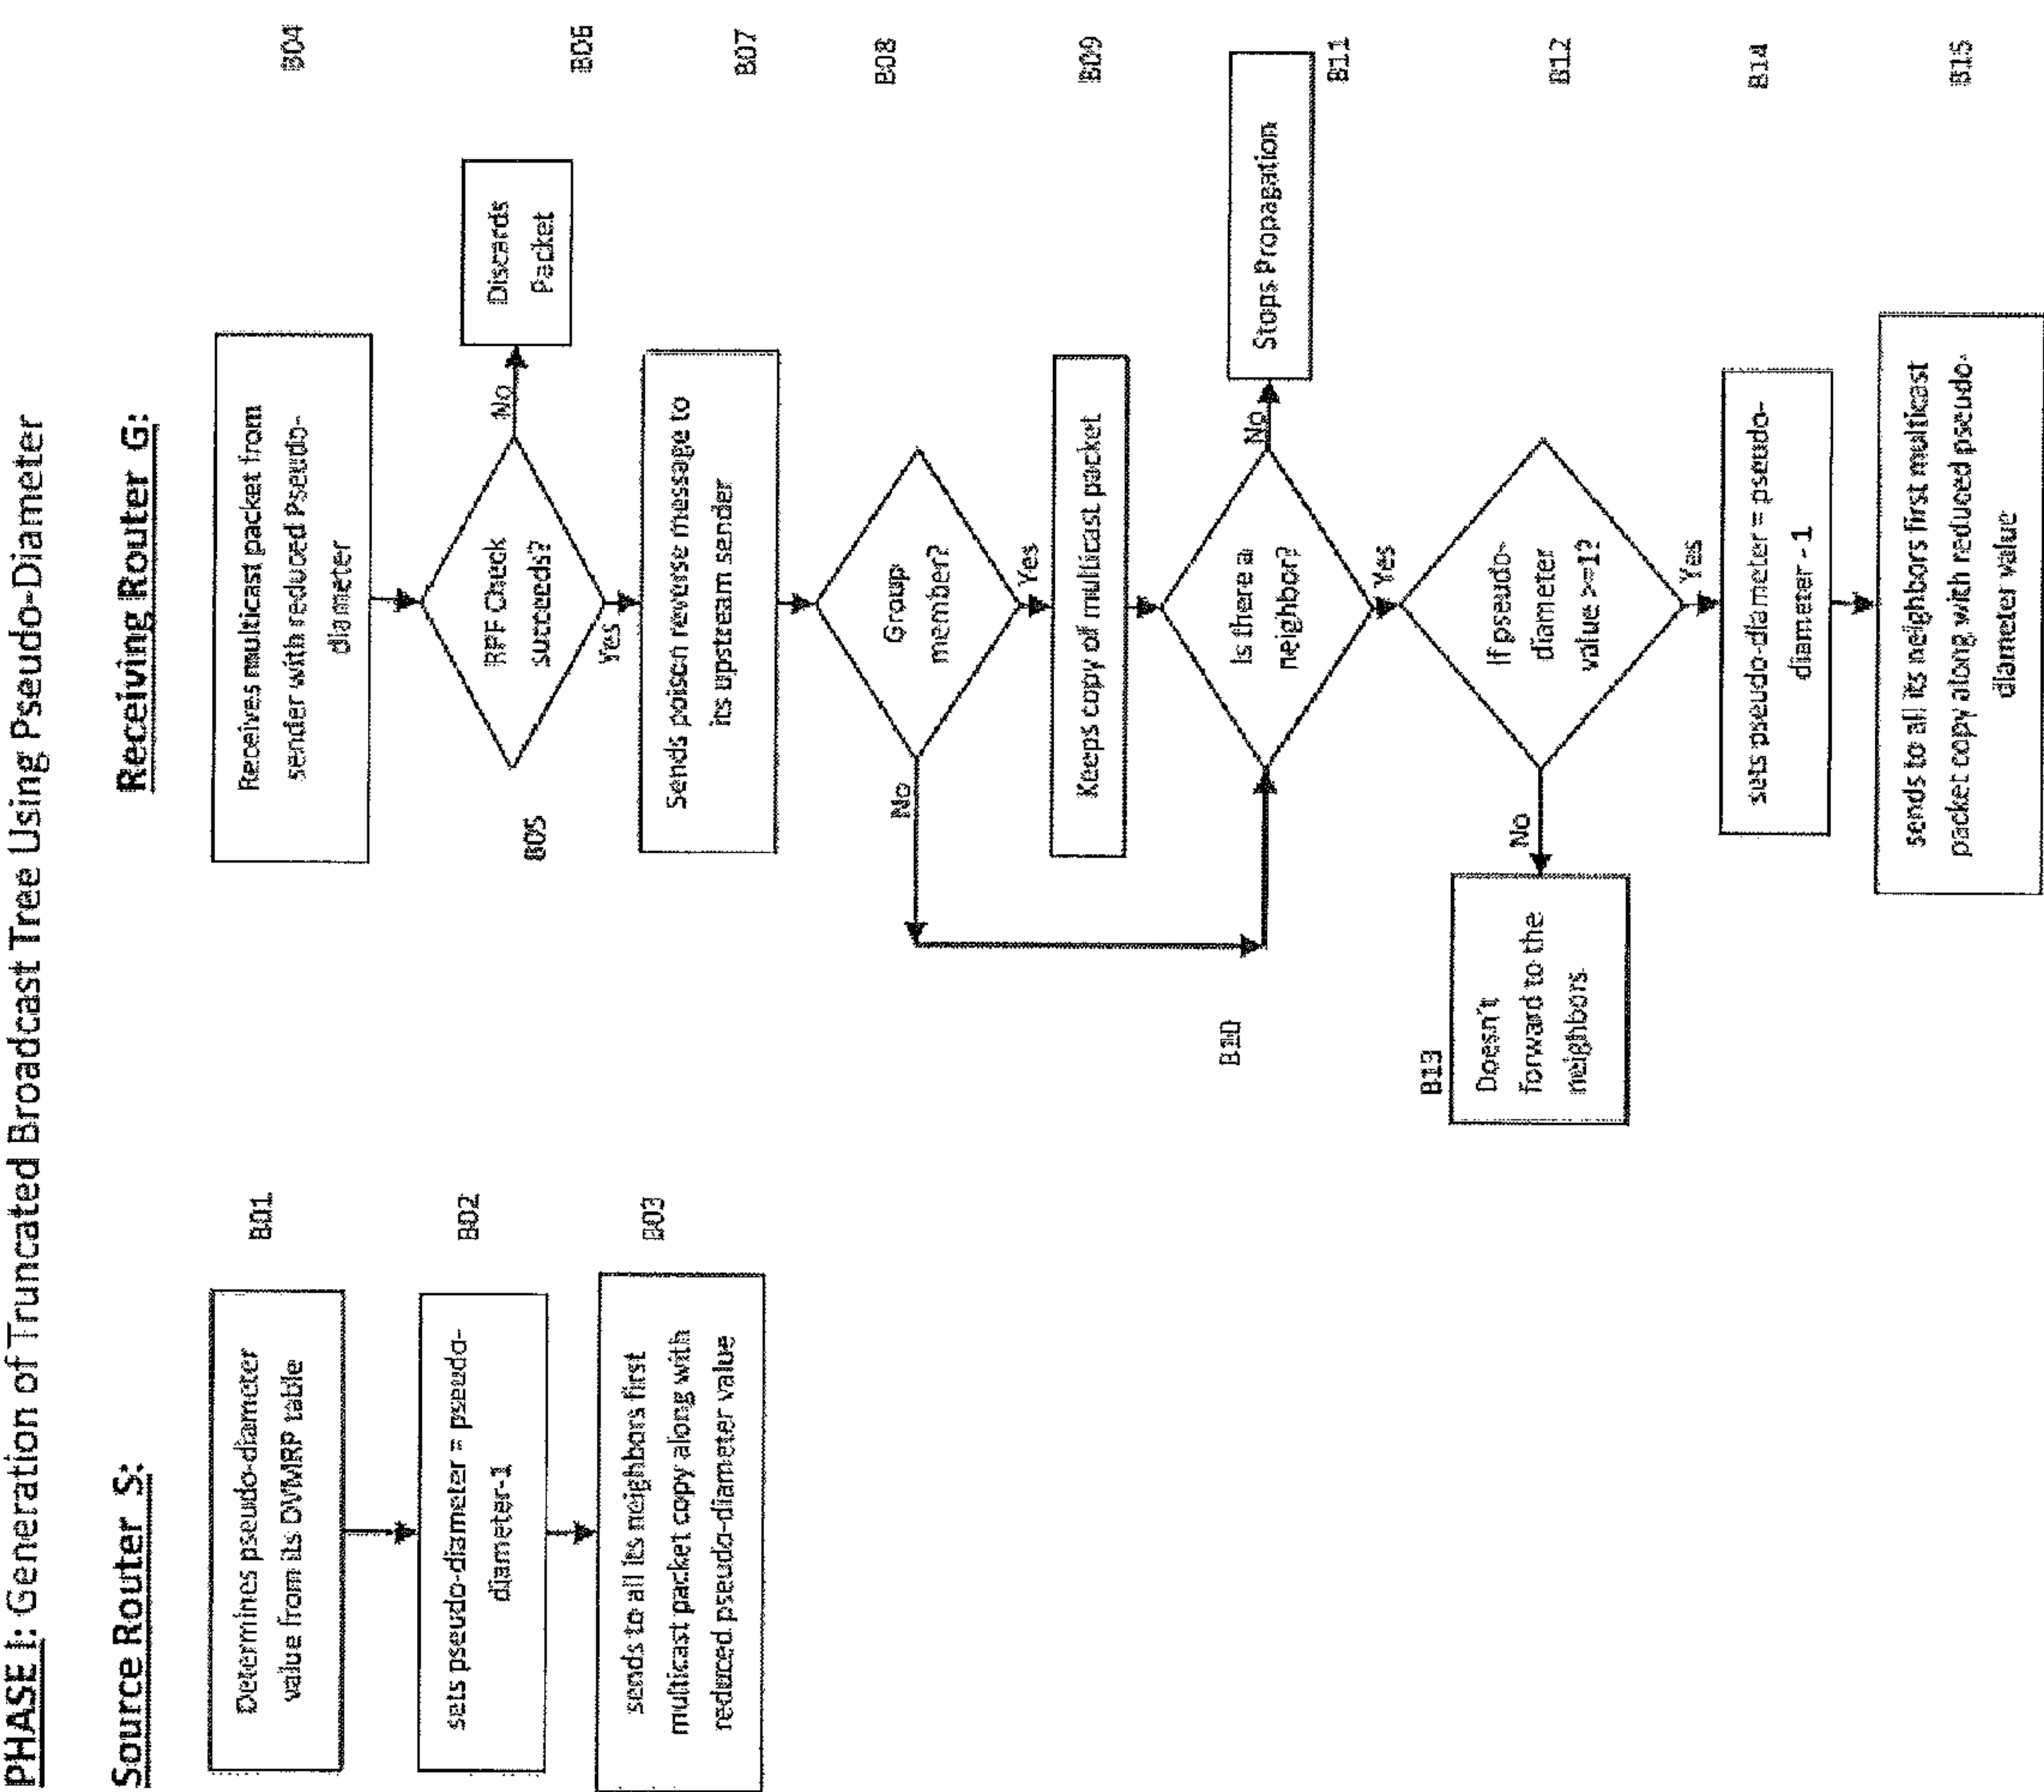 PHASE I: Generation of Truncated Broadcast Tree Using Pseudo-Diameter
Source Router S:
Determines pseudo-diameter
value from its DVMRP table
B01
sets pseudo-diameter = pseudo-
diameter-1
B02
sends to all its neighbors first
multicast packet copy along with
reduced pseudo-diameter value
B03
Receiving Router G:
Receives multicast packet from
sender with reduced Pseudo-
diameter
B04
RPF Check
succeeds?
B05
No
Discards
Packet
B06
Yes
Sends poison reverse message to
its upstream sender
B07
Group
member?
B08
No
Yes
Keeps copy of multicast packet
B09
Is there a
neighbor?
B10
No
Stops Propagation
B11
Yes
If pseudo-
diameter
value >=1?
B12
No
B13
Doesn't
forward to the
neighbors
Yes
sets pseudo-diameter = pseudo-
diameter - 1
B14
sends to all its neighbors first multicast
packet copy along with reduced pseudo-
diameter value
B15